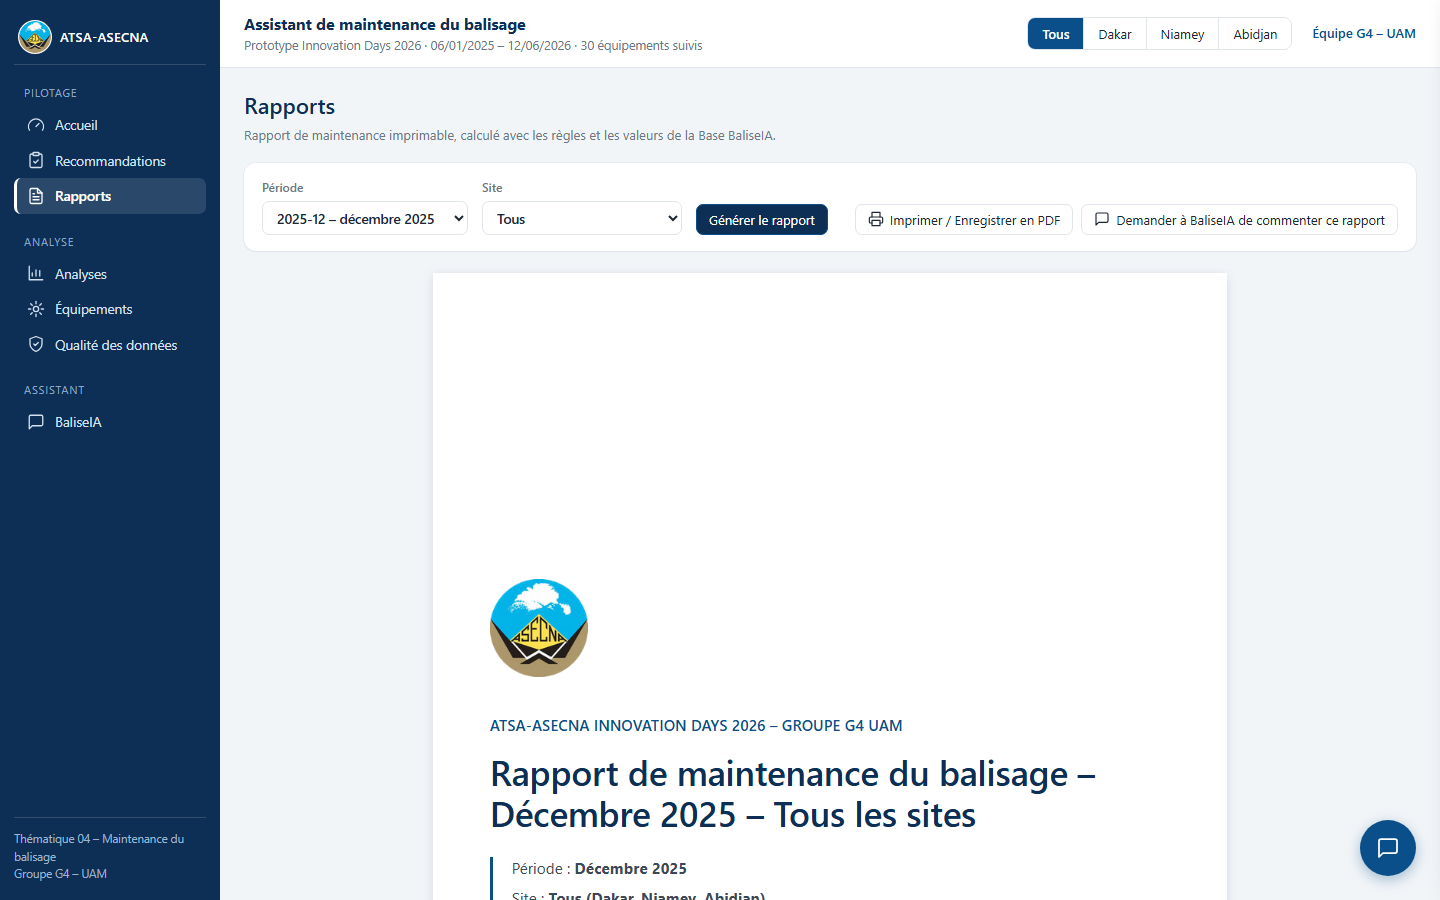 ATSA-ASECNA
PILOTAGE
Accueil
Recommandations
Rapports
ANALYSE
Analyses
Équipements
Qualité des données
ASSISTANT
BaliseIA
Thématique 04 – Maintenance du
balisage
Groupe G4 – UAM
Assistant de maintenance du balisage
Prototype Innovation Days 2026 · 06/01/2025 – 12/06/2026 · 30 équipements suivis
Tous
Dakar
Niamey
Abidjan
Équipe G4 – UAM
Rapports
Rapport de maintenance imprimable, calculé avec les règles et les valeurs de la Base BaliseIA.
Période
Site
2025-12 – décembre 2025
Tous
Générer le rapport
Imprimer / Enregistrer en PDF
Demander à BaliseIA de commenter ce rapport
ASECNA
ATSA-ASECNA INNOVATION DAYS 2026 – GROUPE G4 UAM
Rapport de maintenance du balisage –
Décembre 2025 – Tous les sites
Période : Décembre 2025
Site : Tous (Dakar, Niamey, Abidjan)